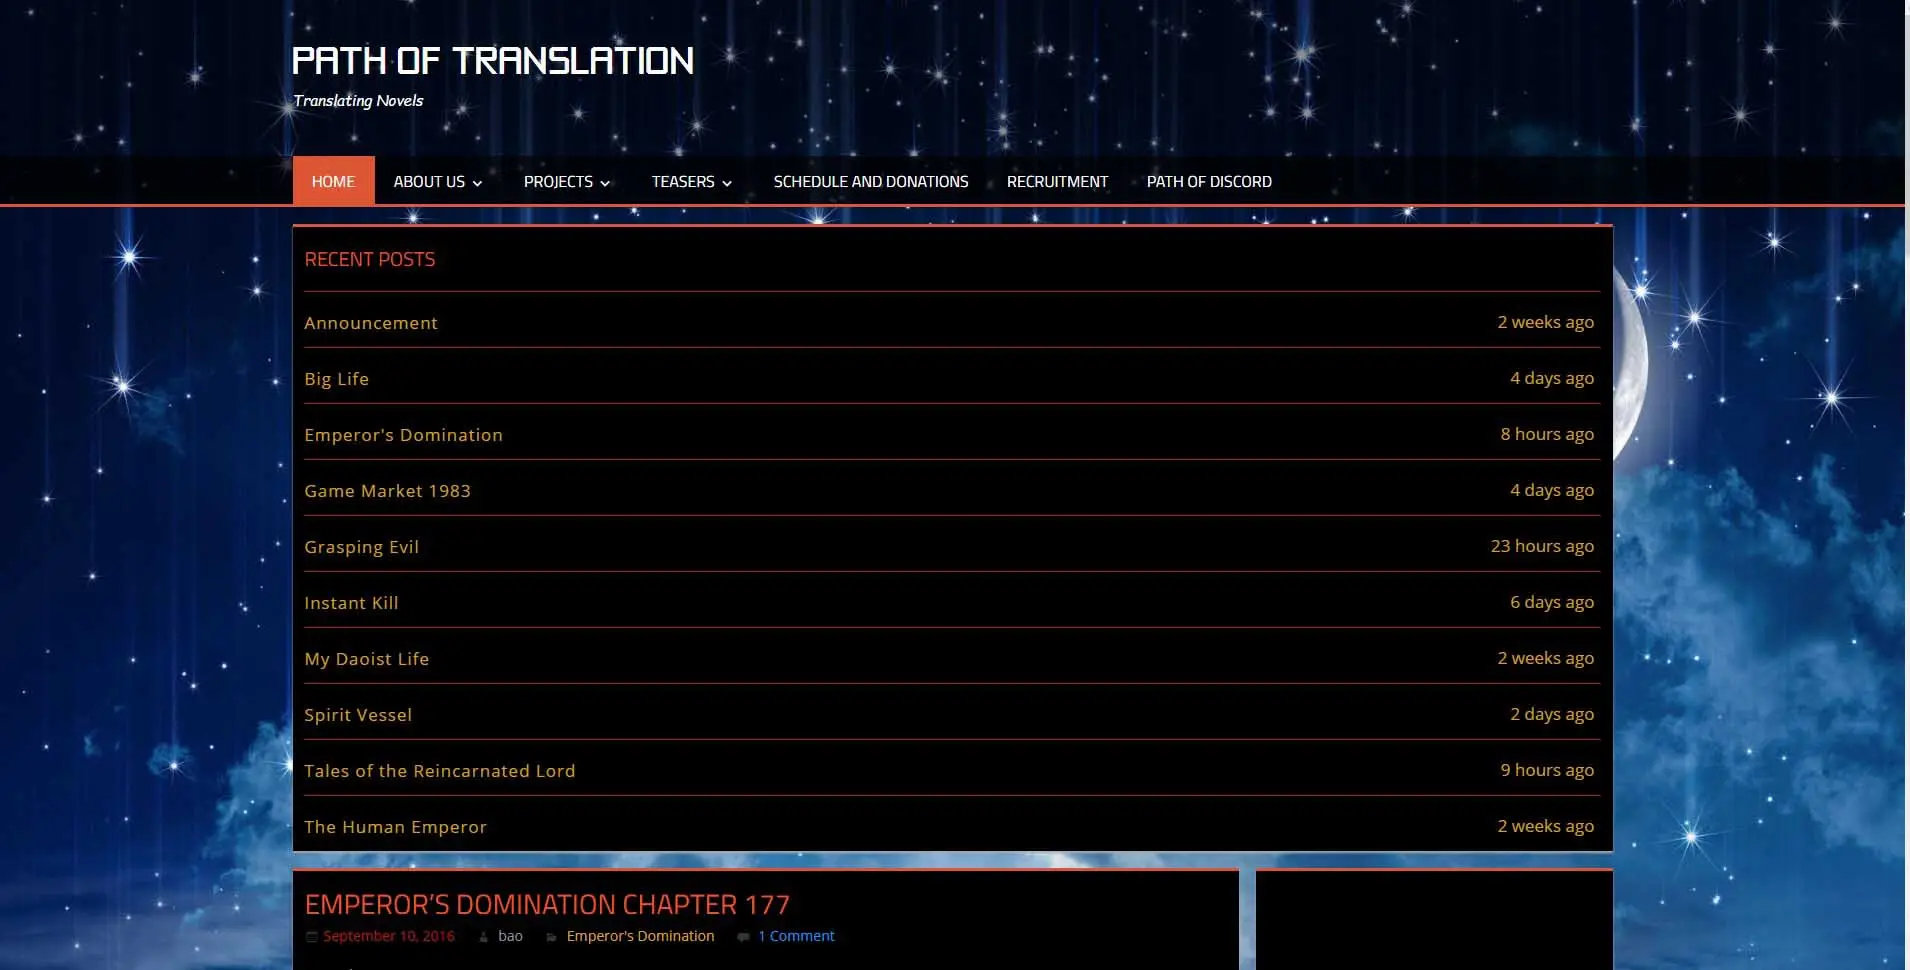 PATH OF TRANSLATION
Translating Novels
HOME ABOUT US PROJECTS TEASERS SCHEDULE AND DONATIONS RECRUITMENT PATH OF DISCORD
RECENT POSTS
Announcement 2 weeks ago
Big Life 4 days ago
Emperor's Domination 8 hours ago
Game Market 1983 4 days ago
Grasping Evil 23 hours ago
Instant Kill 6 days ago
My Daoist Life 2 weeks ago
Spirit Vessel 2 days ago
Tales of the Reincarnated Lord 9 hours ago
The Human Emperor 2 weeks ago
EMPEROR’S DOMINATION CHAPTER 177
September 10, 2016 bao Emperor's Domination 1 Comment